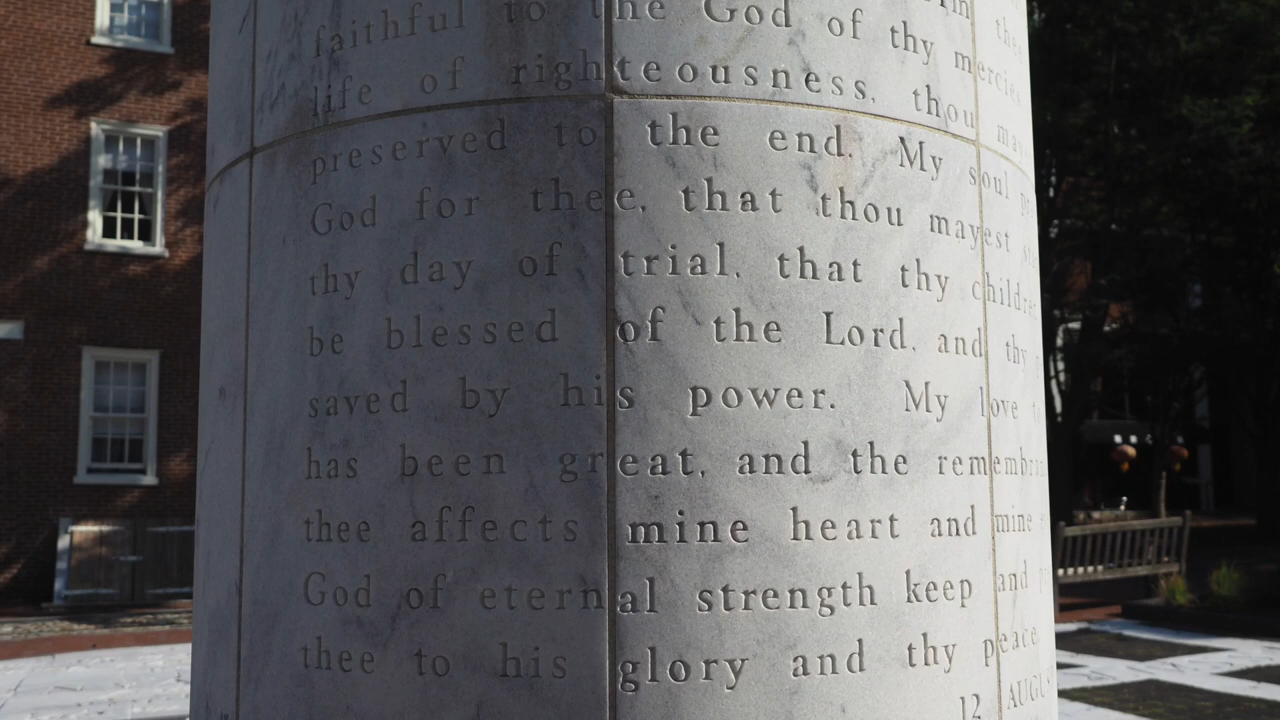 faithful to the God of thy mercies,
life of righteousness, thou may
preserved to the end. My soul
God for thee, that thou mayest
thy day of trial, that thy children
be blessed of the Lord, and thy
saved by his power. My love
has been great, and the
thee affects mine heart and mine
God of eternal strength keep and
thee to his glory and thy peace.
12 AUGU